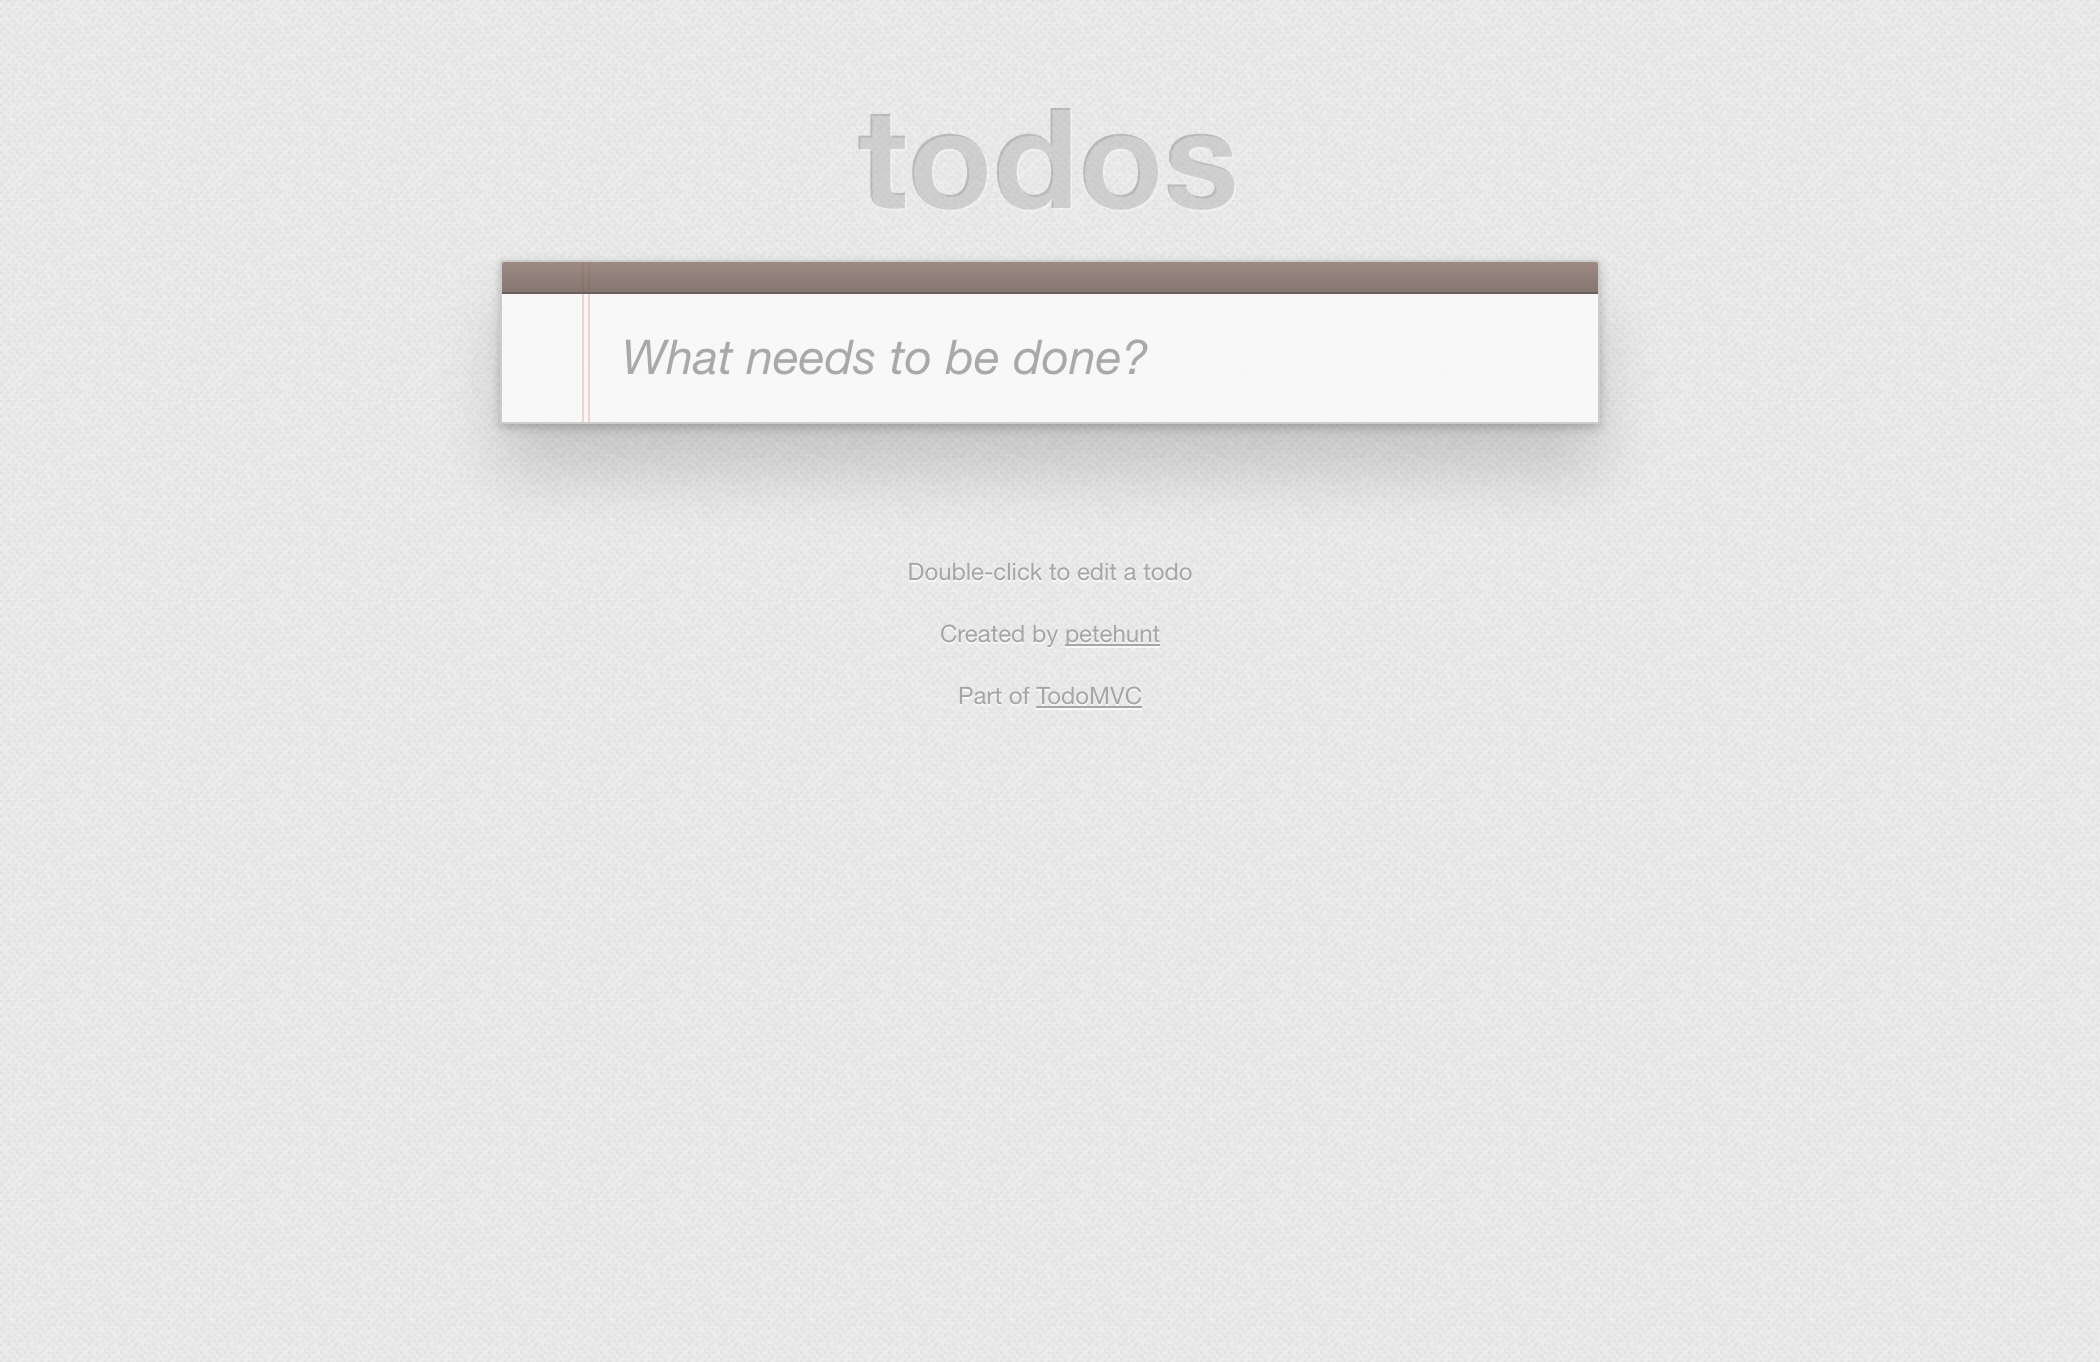 todos
What needs to be done?
Double-click to edit a todo
Created by petehunt
Part of TodoMVC